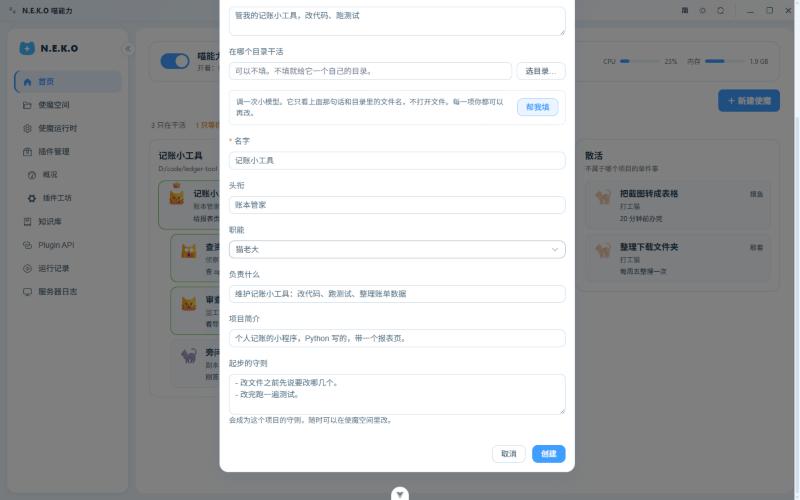 N.E.K.O 喵能力
N.E.K.O
首页
使魔空间
使魔运行时
插件管理
概况
插件工坊
知识库
Plugin API
运行记录
服务器日志
喵能力
开着：
CPU 23% 内存 1.9 GB
+ 新建使魔
3 只在干活
记账小工具
D:/code/ledger-tool
管我的记账小工具，改代码、跑测试
在哪个目录干活
可以不填。不填就给它一个自己的目录。
选目录...
调一次小模型。它只看上面那句话和目录里的文件名，不打开文件。每一项你都可以
再改。
帮我填
* 名字
记账小工具
头衔
账本管家
职能
猫老大
负责什么
维护记账小工具：改代码、跑测试、整理账单数据
项目简介
个人记账的小程序，Python 写的，带一个报表页。
起步的守则
- 改文件之前先说要改哪几个。
- 改完跑一遍测试。
会成为这个项目的守则，随时可以在使魔空间里改。
取消
创建
散活
不属于哪个项目的单件事
把截图转成表格
打工猫
20 分钟前办完
整理下载文件夹
打工猫
每周五整理一次